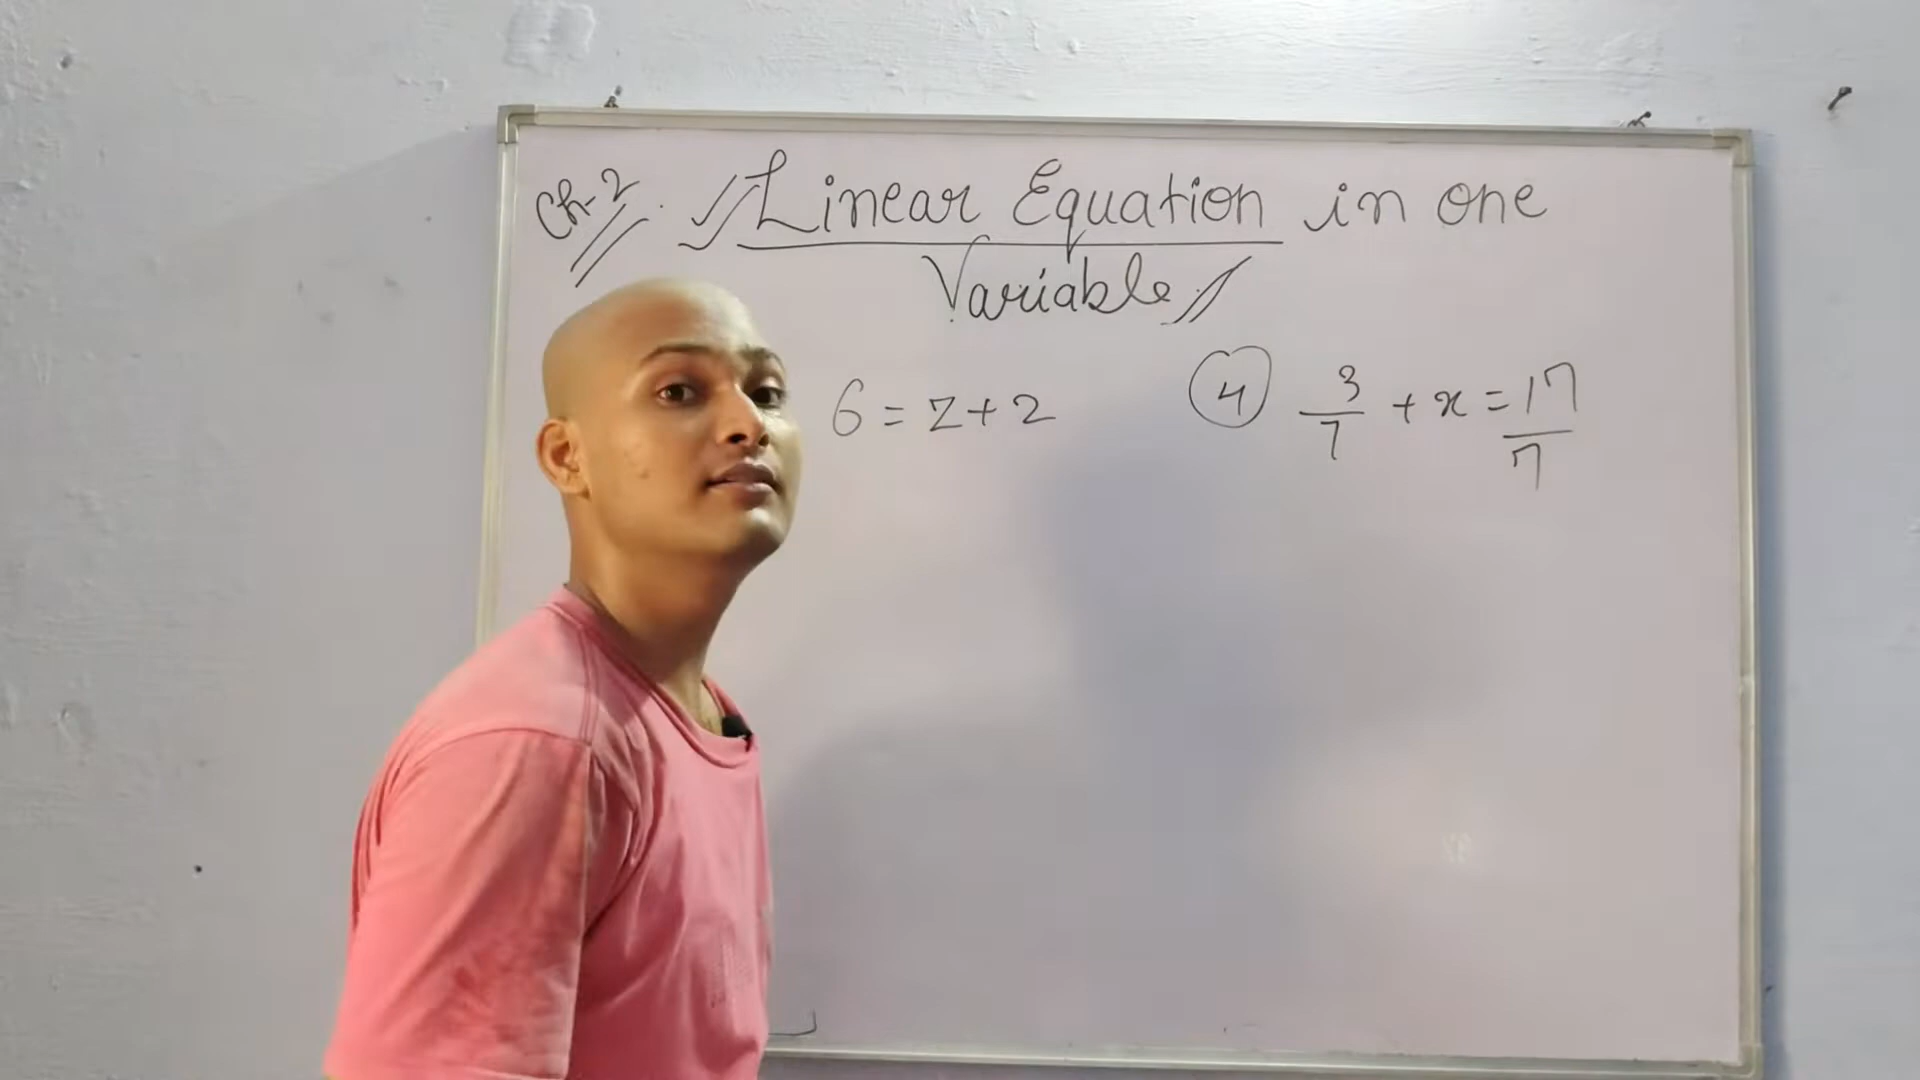 Ch-2. Linear Equation in one
Variable
6 = z + 2
4 3/7 + x = 17/7